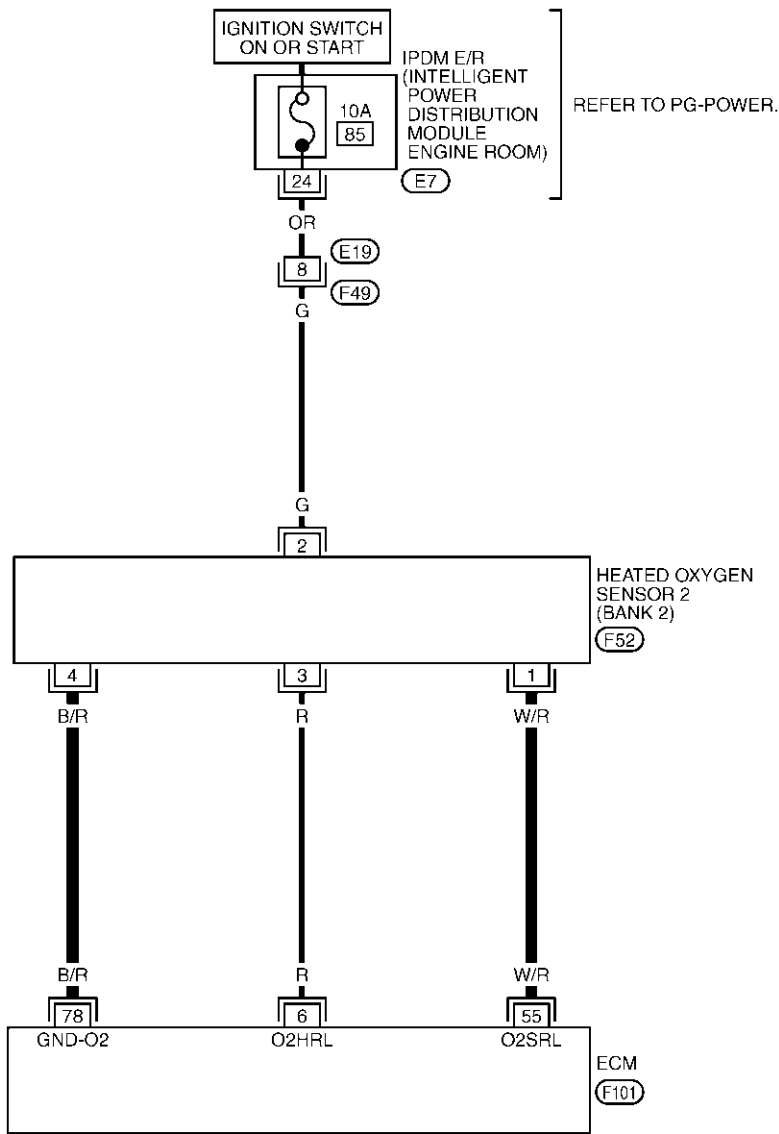 IGNITION SWITCH
ON OR START
IPDM E/R
(INTELLIGENT
POWER
DISTRIBUTION
MODULE
ENGINE ROOM)
REFER TO PG-POWER.
10A
85
24
E7
OR
E19
8
F49
G
G
2
HEATED OXYGEN
SENSOR 2
(BANK 2)
F52
4 3 1
B/R R W/R
B/R R W/R
78 6 55
GND-O2 O2HRL O2SRL
ECM
F101